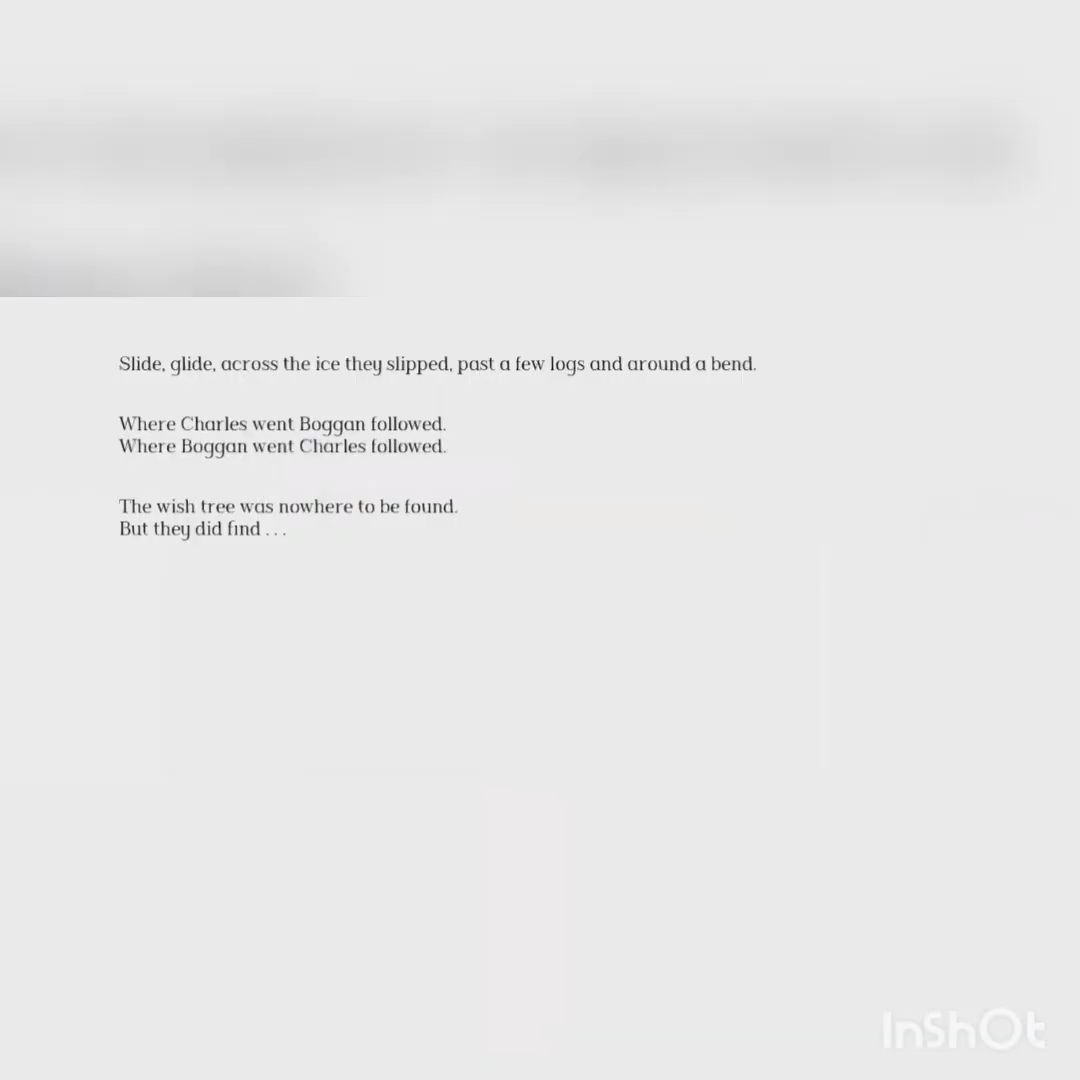 Slide, glide, across the ice they slipped, past a few logs and around a bend.
Where Charles went Boggan followed.
Where Boggan went Charles followed.
The wish tree was nowhere to be found.
But they did find . . .
InShOt